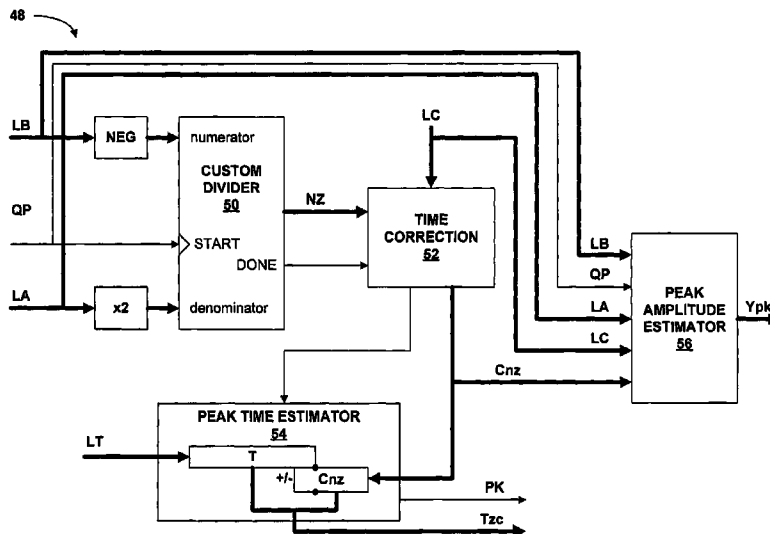 48
LB
NEG
numerator
CUSTOM
DIVIDER
50
QP
START
DONE
LA
x2
denominator
NZ
LC
TIME
CORRECTION
52
LB
QP
LA
LC
Cnz
PEAK
AMPLITUDE
ESTIMATOR
56
Ypk
PEAK TIME ESTIMATOR
54
LT
T
+/-
Cnz
PK
Tzc